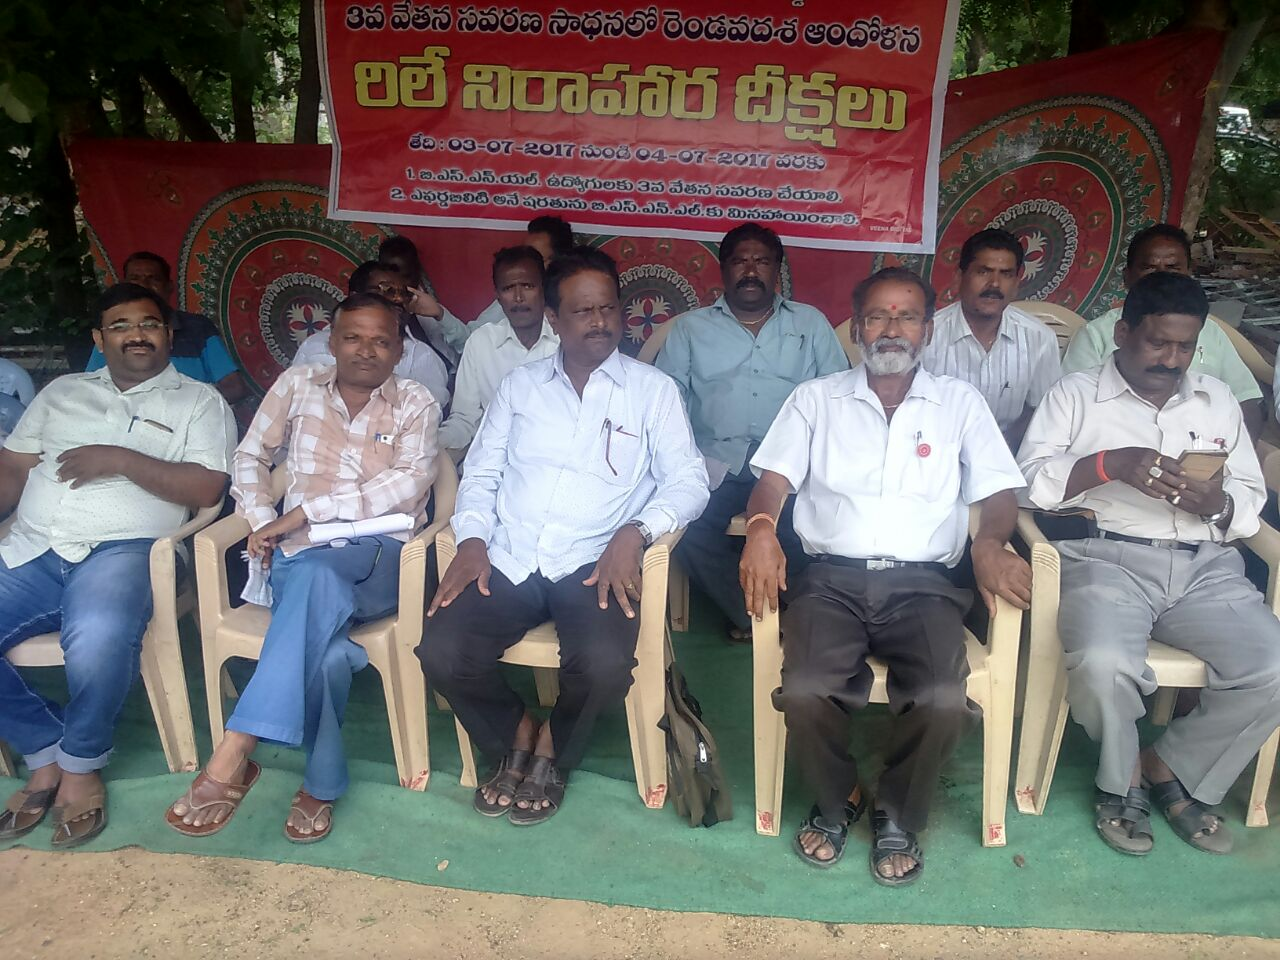 3వ వేతన సవరణ సాధనలో రెండవదశ ఆందోళన
రిలే నిరాహార దీక్షలు
తేది : 03-07-2017 నుండి 04-07-2017 వరకు
1. బి.ఎస్.ఎన్.యల్. ఉద్యోగులకు 3వ వేతన సవరణ చేయాలి.
2. ఎఫర్డబిలిటి అనే షరతును బి.ఎస్.ఎన్.ఎల్.కు మినహాయించాలి.
VEENA